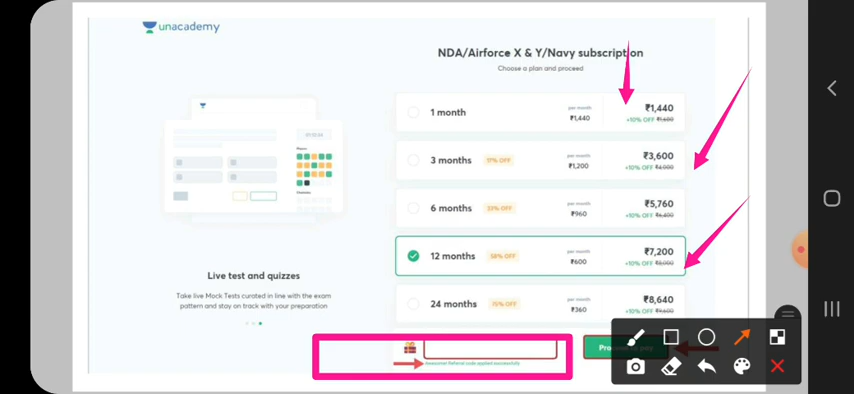 unacademy
NDA/Airforce X & Y/Navy subscription
Choose a plan and proceed
1 month
per month
₹1,440
₹1,440
+10% OFF ₹1,600
3 months
17% OFF
per month
₹1,200
₹3,600
+10% OFF ₹4,000
6 months
33% OFF
per month
₹960
₹5,760
+10% OFF ₹6,400
12 months
58% OFF
per month
₹600
₹7,200
+10% OFF ₹8,000
24 months
75% OFF
per month
₹360
₹8,640
+10% OFF ₹9,600
Live test and quizzes
Take live Mock Tests curated in line with the exam
pattern and stay on track with your preparation
Awesome! Referral code applied successfully